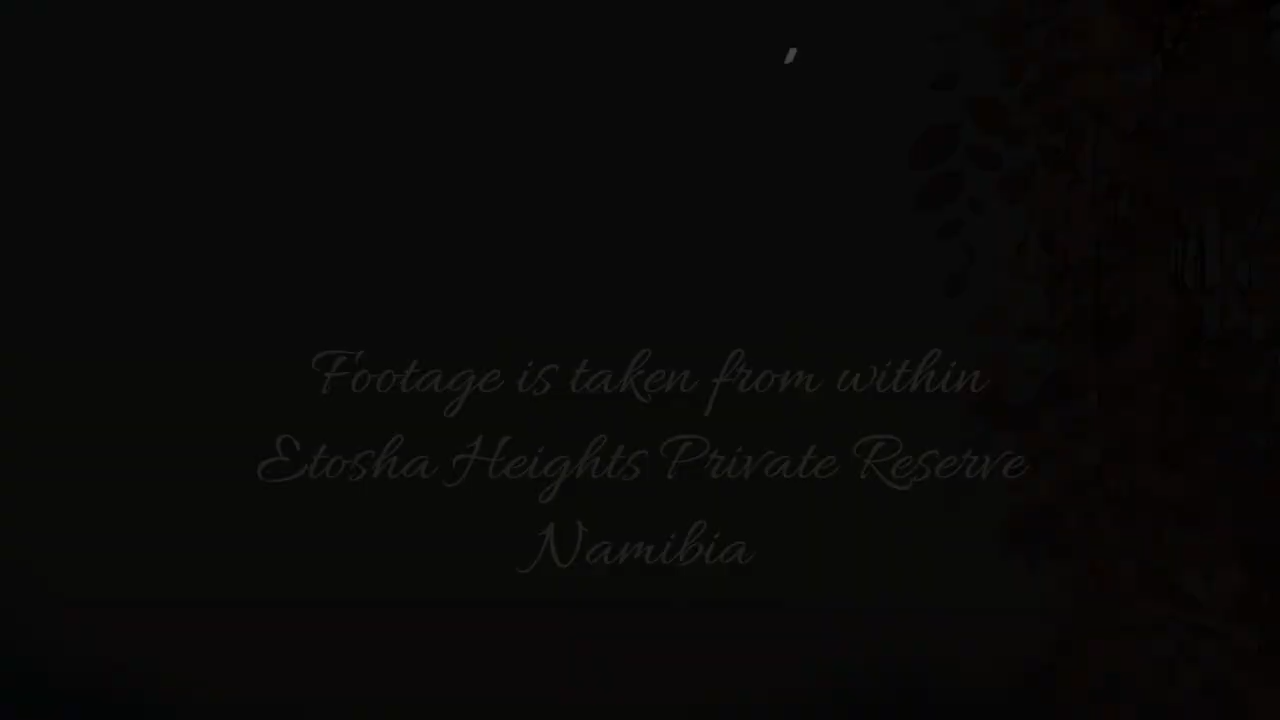 Footage is taken from within
Etosha Heights Private Reserve
Namibia